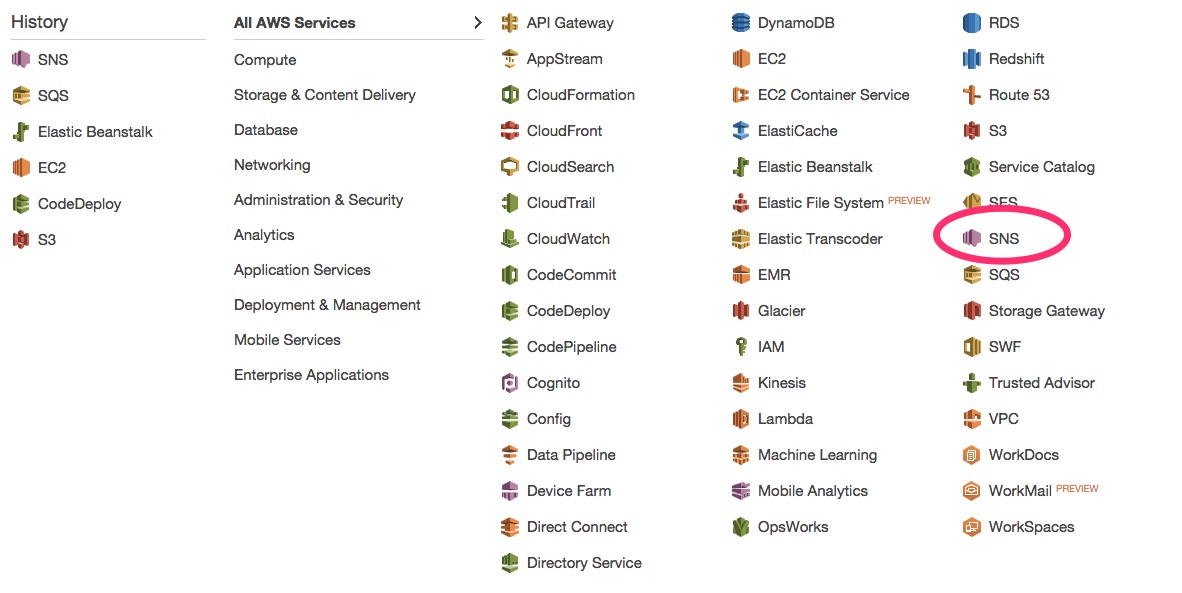 History
SNS
SQS
Elastic Beanstalk
EC2
CodeDeploy
S3
All AWS Services
Compute
Storage & Content Delivery
Database
Networking
Administration & Security
Analytics
Application Services
Deployment & Management
Mobile Services
Enterprise Applications
API Gateway
AppStream
CloudFormation
CloudFront
CloudSearch
CloudTrail
CloudWatch
CodeCommit
CodeDeploy
CodePipeline
Cognito
Config
Data Pipeline
Device Farm
Direct Connect
Directory Service
DynamoDB
EC2
EC2 Container Service
ElastiCache
Elastic Beanstalk
Elastic File System PREVIEW
Elastic Transcoder
EMR
Glacier
IAM
Kinesis
Lambda
Machine Learning
Mobile Analytics
OpsWorks
RDS
Redshift
Route 53
S3
Service Catalog
SES
SNS
SQS
Storage Gateway
SWF
Trusted Advisor
VPC
WorkDocs
WorkMail PREVIEW
WorkSpaces